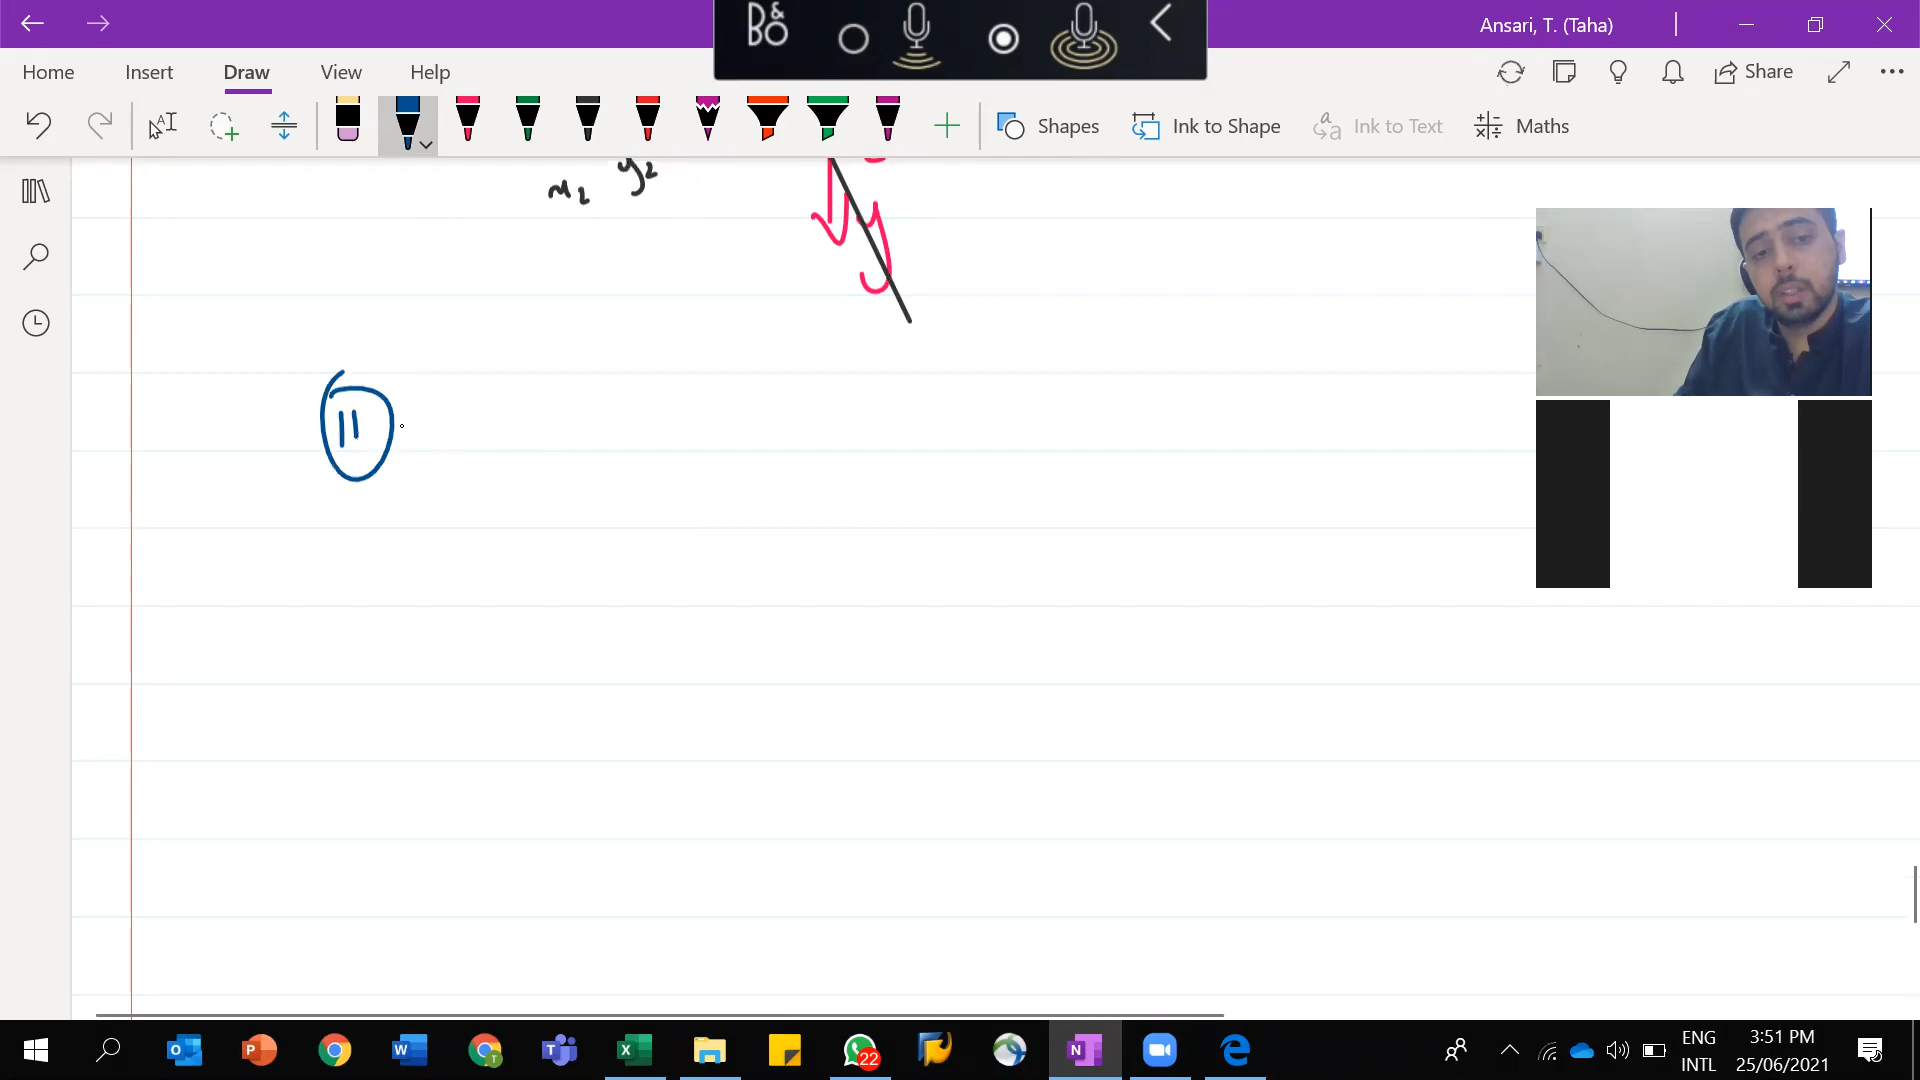 Ansari, T. (Taha)
B&O
Home Insert Draw View Help Share
Shapes Ink to Shape Ink to Text Maths
x₂ y₂
↓y
11
22
ENG
INTL
3:51 PM
25/06/2021